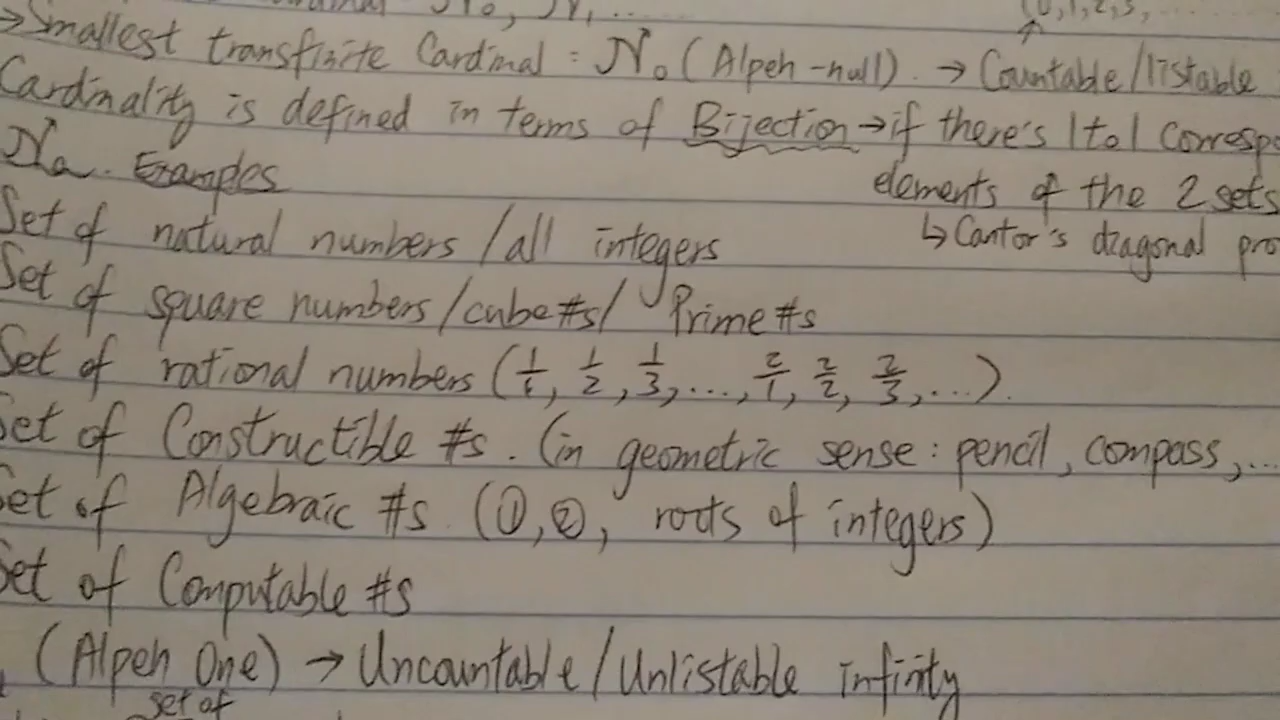 →Smallest transfinite Cardinal : ℵ₀ (Alpeh-null). → Countable/listable
Cardinality is defined in terms of Bijection → if there's 1 to 1 corresp
ℵ₀. Examples
elements of the 2 sets
Set of natural numbers / all integers
↳ Cantor's diagonal pro
Set of square numbers / cube #s / Prime #s
Set of rational numbers (1/1, 1/2, 1/3, ..., 2/1, 2/2, 2/3, ...).
Set of Constructible #s. (in geometric sense : pencil, compass, ...
Set of Algebraic #s. (①, ②, roots of integers)
Set of Computable #s
(Alpeh One) → Uncountable / Unlistable infinity
set of